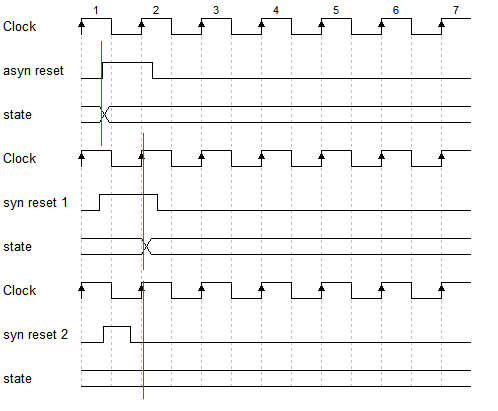 1 2 3 4 5 6 7
Clock
asyn reset
state
Clock
syn reset 1
state
Clock
syn reset 2
state